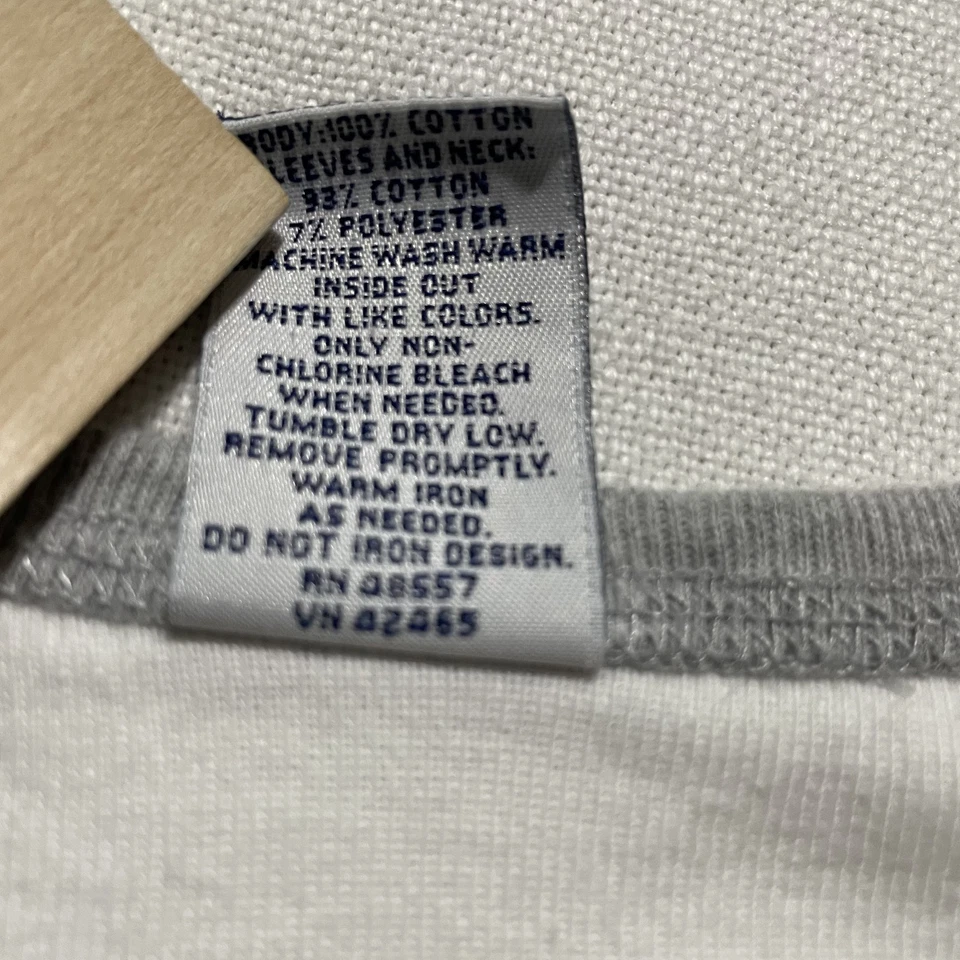 BODY:100% COTTON
SLEEVES AND NECK:
93% COTTON
7% POLYESTER
MACHINE WASH WARM
INSIDE OUT
WITH LIKE COLORS.
ONLY NON-
CHLORINE BLEACH
WHEN NEEDED.
TUMBLE DRY LOW.
REMOVE PROMPTLY.
WARM IRON
AS NEEDED.
DO NOT IRON DESIGN.
RN 48557
VN 42465